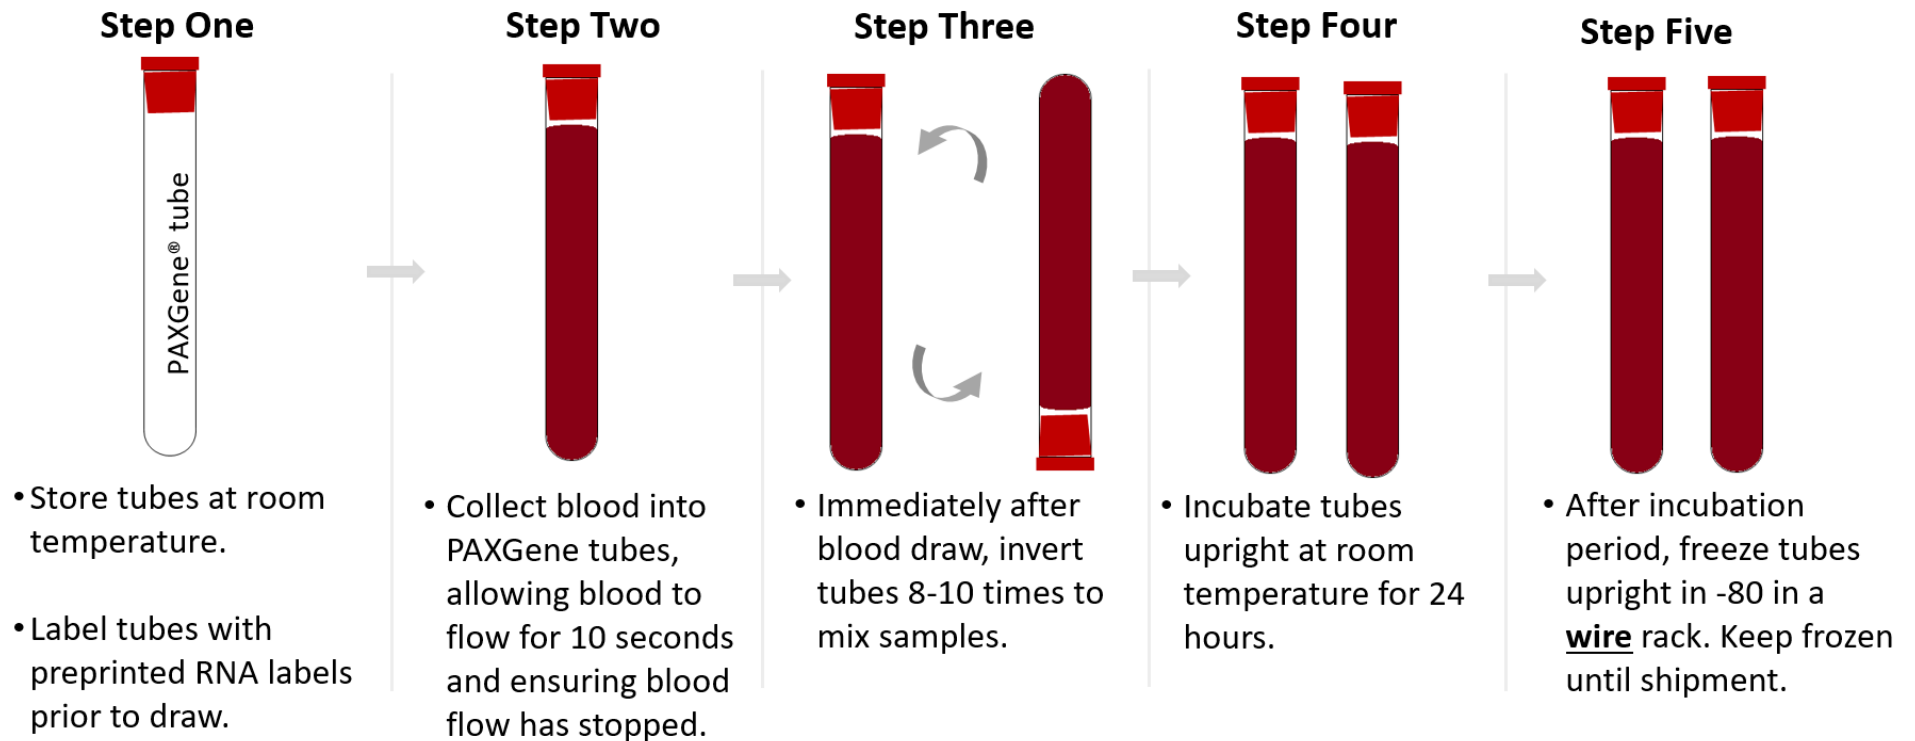 Step One
PAXGene® tube
• Store tubes at room
temperature.
• Label tubes with
preprinted RNA labels
prior to draw.
Step Two
• Collect blood into
PAXGene tubes,
allowing blood to
flow for 10 seconds
and ensuring blood
flow has stopped.
Step Three
• Immediately after
blood draw, invert
tubes 8-10 times to
mix samples.
Step Four
• Incubate tubes
upright at room
temperature for 24
hours.
Step Five
• After incubation
period, freeze tubes
upright in -80 in a
wire rack. Keep frozen
until shipment.